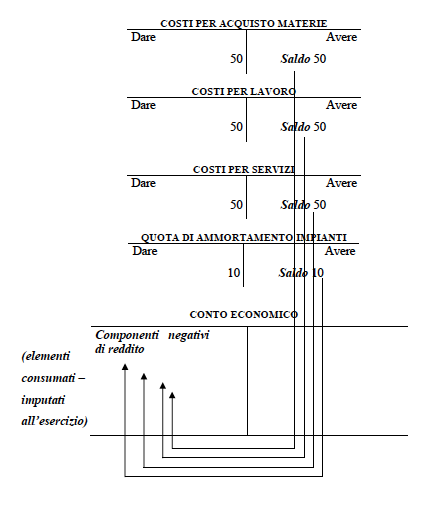 COSTI PER ACQUISTO MATERIE
Dare Avere
50 Saldo 50
COSTI PER LAVORO
Dare Avere
50 Saldo 50
COSTI PER SERVIZI
Dare Avere
50 Saldo 50
QUOTA DI AMMORTAMENTO IMPIANTI
Dare Avere
10 Saldo 10
CONTO ECONOMICO
Componenti negativi
di reddito
(elementi
consumati –
imputati
all'esercizio)